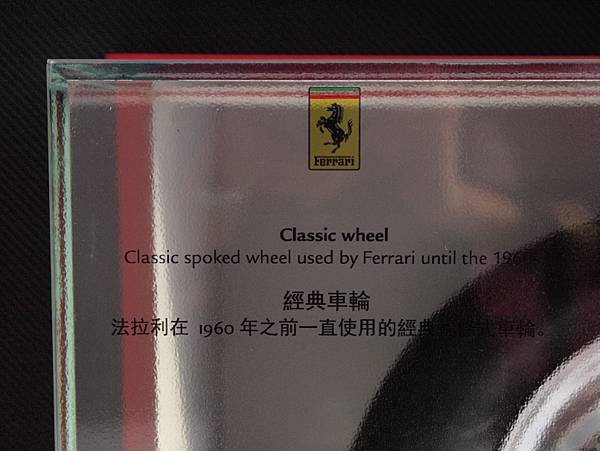 Ferrari
Classic wheel
Classic spoked wheel used by Ferrari until the
經典車輪
法拉利在 1960 年之前一直使用的經典 式車輪。